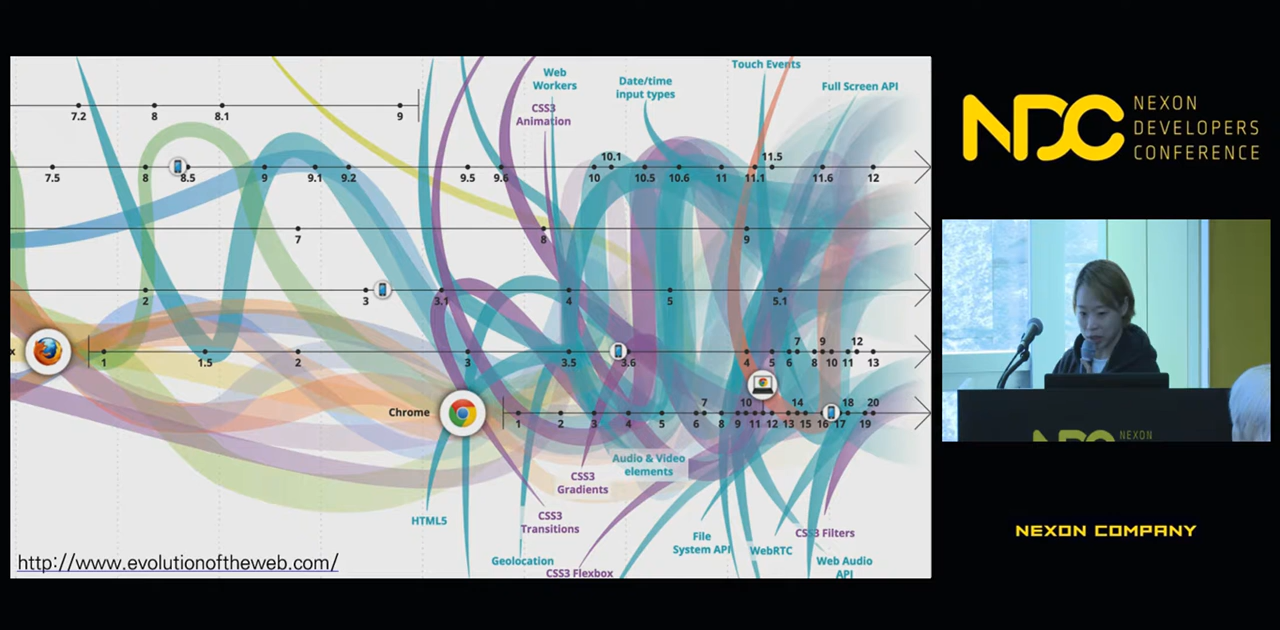 Web
Workers
Date/time
input types
Touch Events
Full Screen API
CSS3
Animation
7.2
8
8.1
9
10.1
11.5
7.5
8
8.5
9
9.1
9.2
9.5
9.6
10
10.5
10.6
11
11.1
11.6
12
7
8
9
2
3
3.1
4
5
5.1
x
1
1.5
2
3
3.5
3.6
4
5
6
7
8
9
10
11
12
13
Chrome
1
2
3
4
5
6
7
8
9
10
11
12
13
14
15
16
17
18
19
20
Audio & Video
elements
CSS3
Gradients
HTML5
CSS3
Transitions
Geolocation
CSS3 Flexbox
File
System API
WebRTC
CSS3 Filters
Web Audio
API
http://www.evolutionoftheweb.com/
NDC
NEXON
DEVELOPERS
CONFERENCE
NDC NEXON
NEXON COMPANY